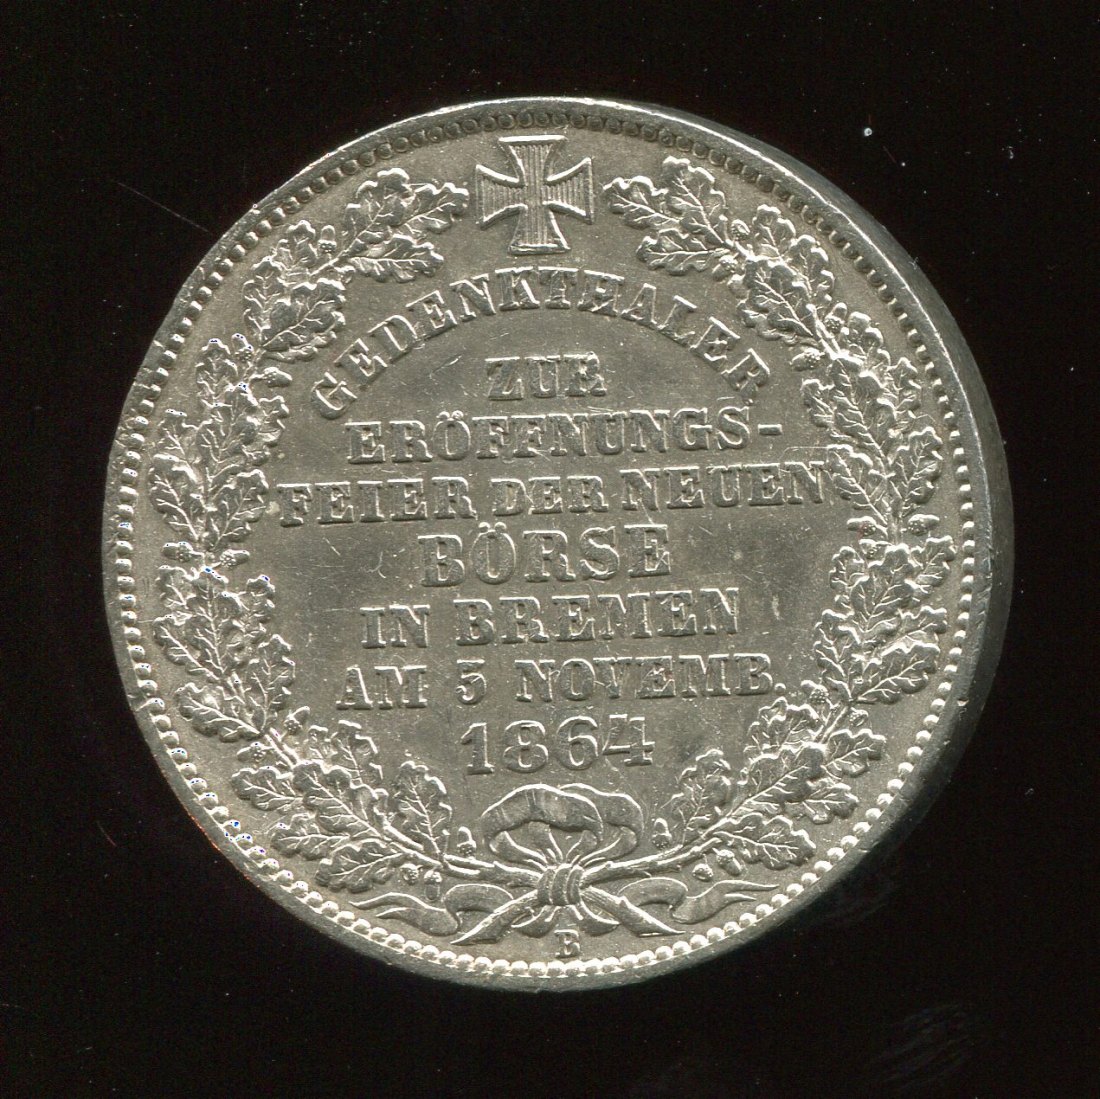 GEDENKTHALER
ZUR
ERÖFFNUNGS-
FEIER DER NEUEN
BÖRSE
IN BREMEN
AM 5 NOVEMB.
1864
B